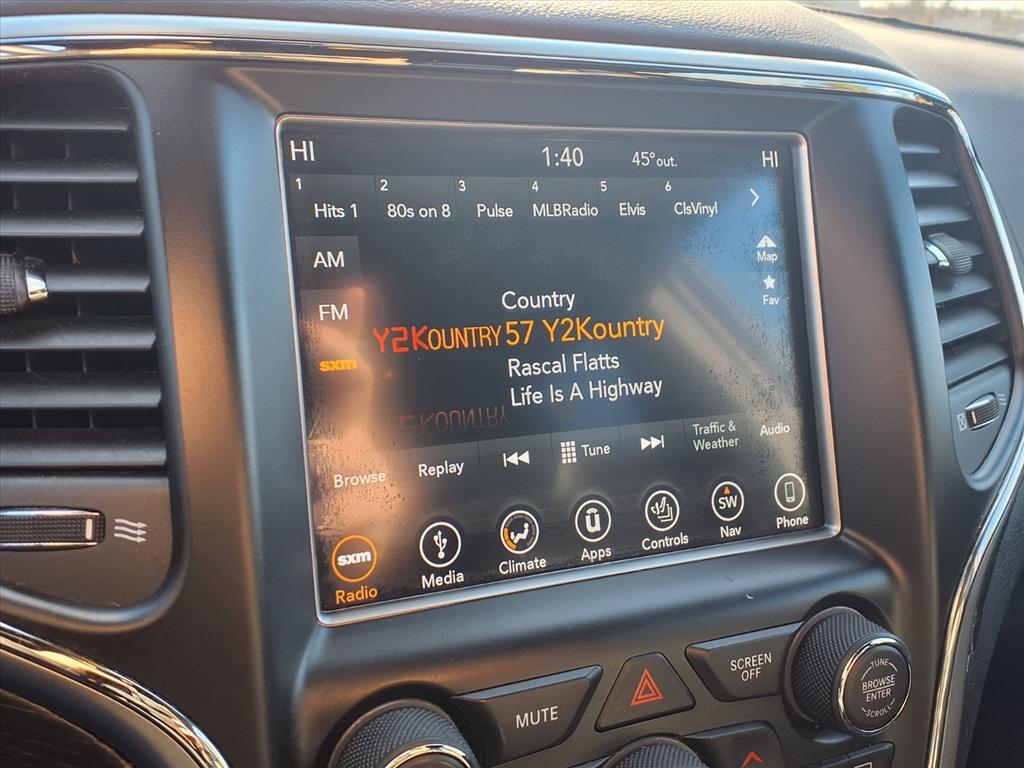 HI 1:40 45°out. HI
1 2 3 4 5 6
Hits 1 80s on 8 Pulse MLBRadio Elvis ClsVinyl
AM
Map
FM
Fav
sxm
Country
Y2KOUNTRY 57 Y2Kountry
Rascal Flatts
Life Is A Highway
Y2KOUNTRY
Browse Replay Tune Traffic &
Weather Audio
sxm
SW
Radio Media Climate Apps Controls Nav Phone
MUTE
SCREEN
OFF
TUNE
BROWSE
ENTER
SCROLL